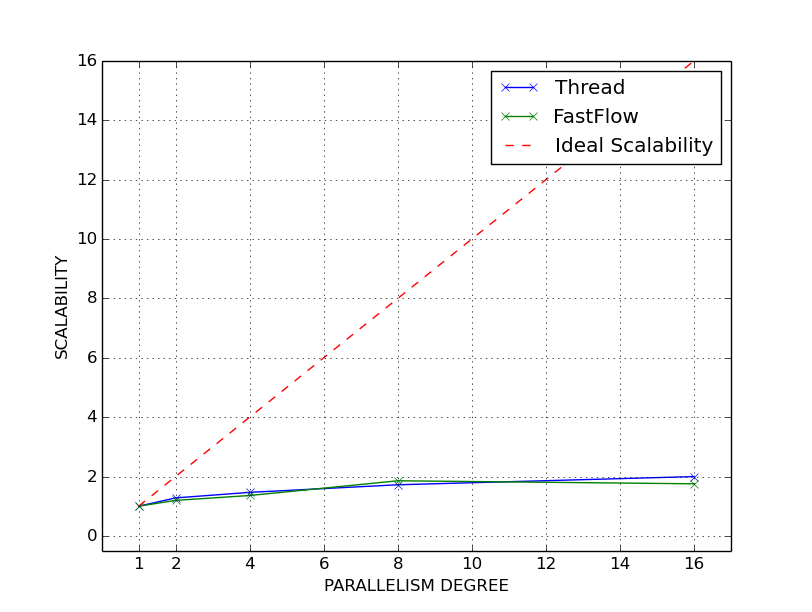 16
14
12
10
8
6
4
2
0
SCALABILITY
Thread
FastFlow
Ideal Scalability
1 2 4 6 8 10 12 14 16
PARALLELISM DEGREE